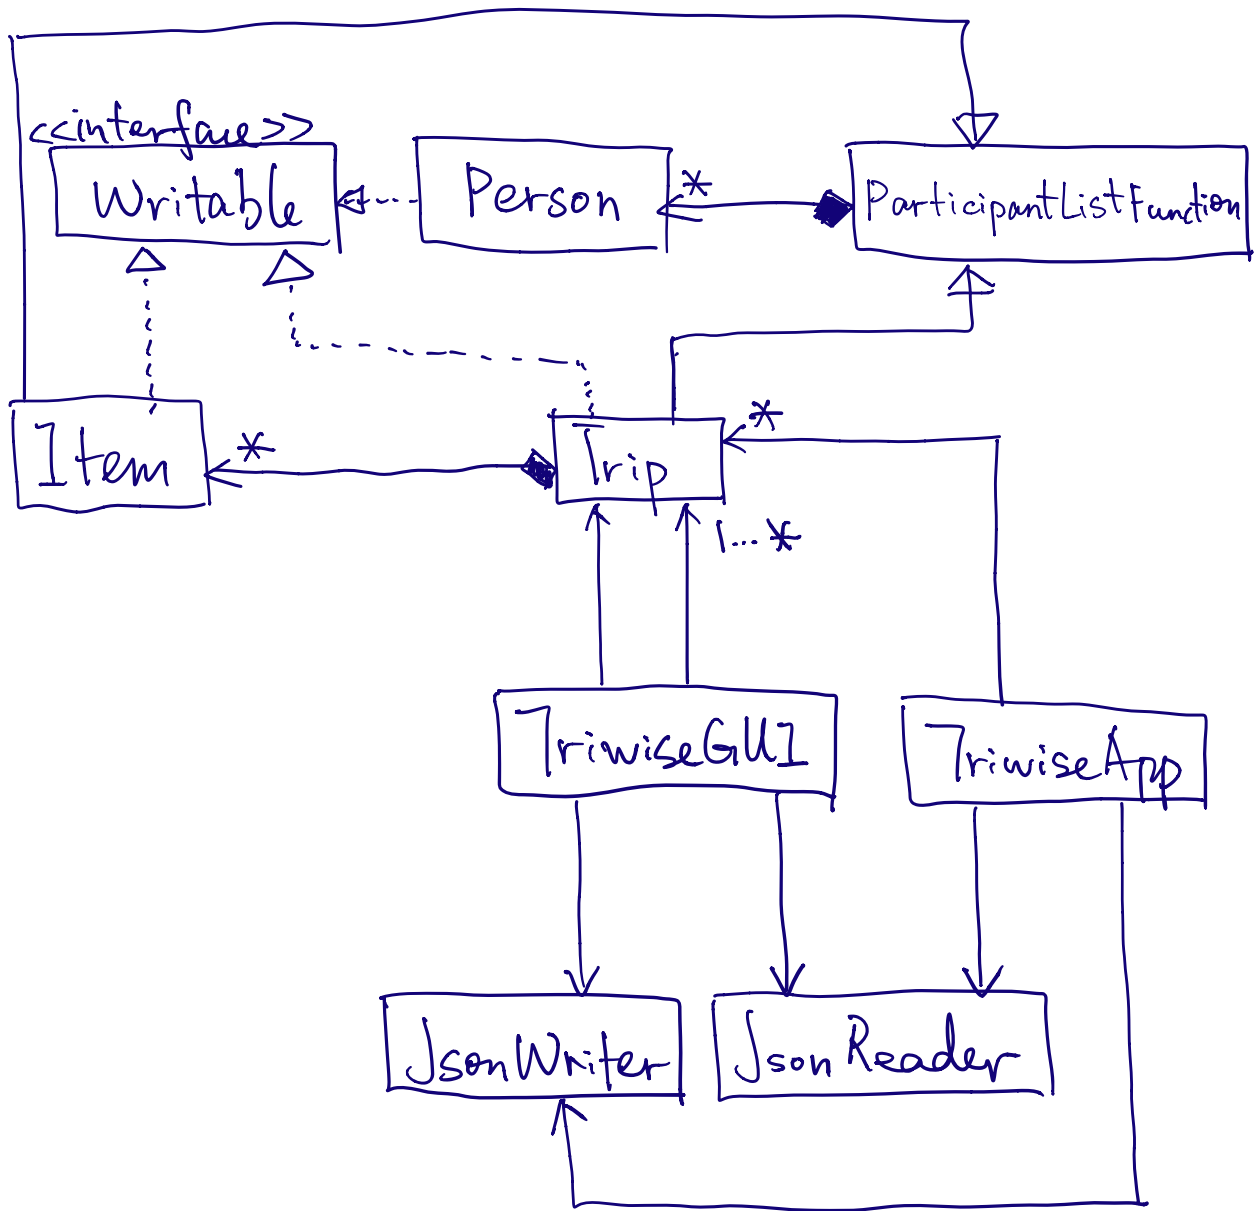 <<interface>>
Writable
Person
*
ParticipantListFunction
Item
*
Trip
*
1...*
TriwiseGUI
TriwiseApp
JsonWriter
JsonReader